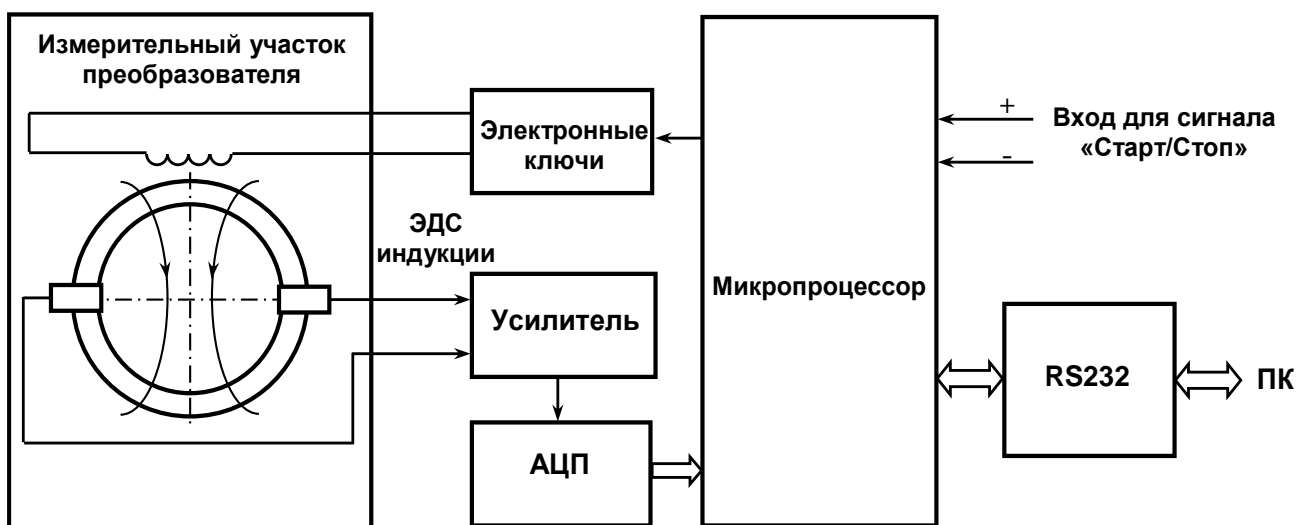 Измерительный участок
преобразователя
Электронные
ключи
ЭДС
индукции
Усилитель
АЦП
Микропроцессор
+
Вход для сигнала
«Старт/Стоп»
-
RS232
ПК